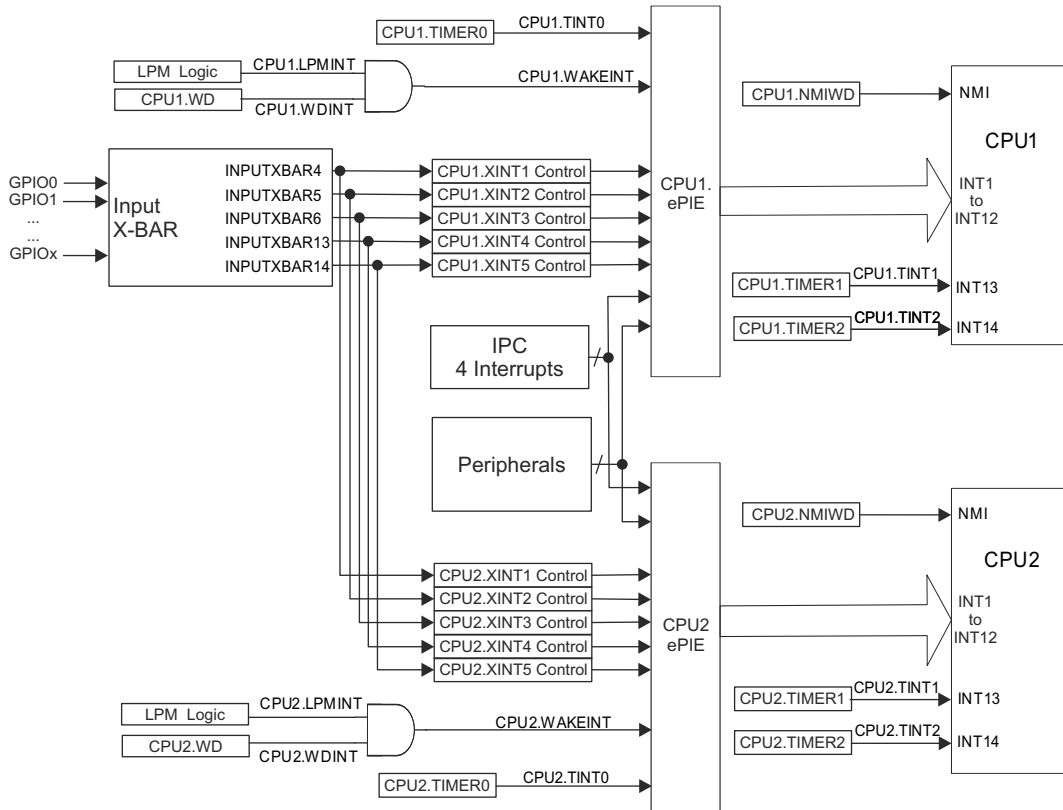 CPU1.TIMER0
CPU1.TINT0
LPM Logic
CPU1.LPMINT
CPU1.WAKEINT
CPU1.WD
CPU1.WDINT
CPU1.NMIWD
NMI
CPU1
GPIO0
GPIO1
...
...
GPIOx
Input
X-BAR
INPUTXBAR4
INPUTXBAR5
INPUTXBAR6
INPUTXBAR13
INPUTXBAR14
CPU1.XINT1 Control
CPU1.XINT2 Control
CPU1.XINT3 Control
CPU1.XINT4 Control
CPU1.XINT5 Control
CPU1.
ePIE
INT1
to
INT12
CPU1.TIMER1
CPU1.TINT1
INT13
CPU1.TIMER2
CPU1.TINT2
INT14
IPC
4 Interrupts
Peripherals
CPU2.NMIWD
NMI
CPU2
CPU2.XINT1 Control
CPU2.XINT2 Control
CPU2.XINT3 Control
CPU2.XINT4 Control
CPU2.XINT5 Control
CPU2
ePIE
INT1
to
INT12
CPU2.TIMER1
CPU2.TINT1
INT13
CPU2.TIMER2
CPU2.TINT2
INT14
LPM Logic
CPU2.LPMINT
CPU2.WAKEINT
CPU2.WD
CPU2.WDINT
CPU2.TIMER0
CPU2.TINT0